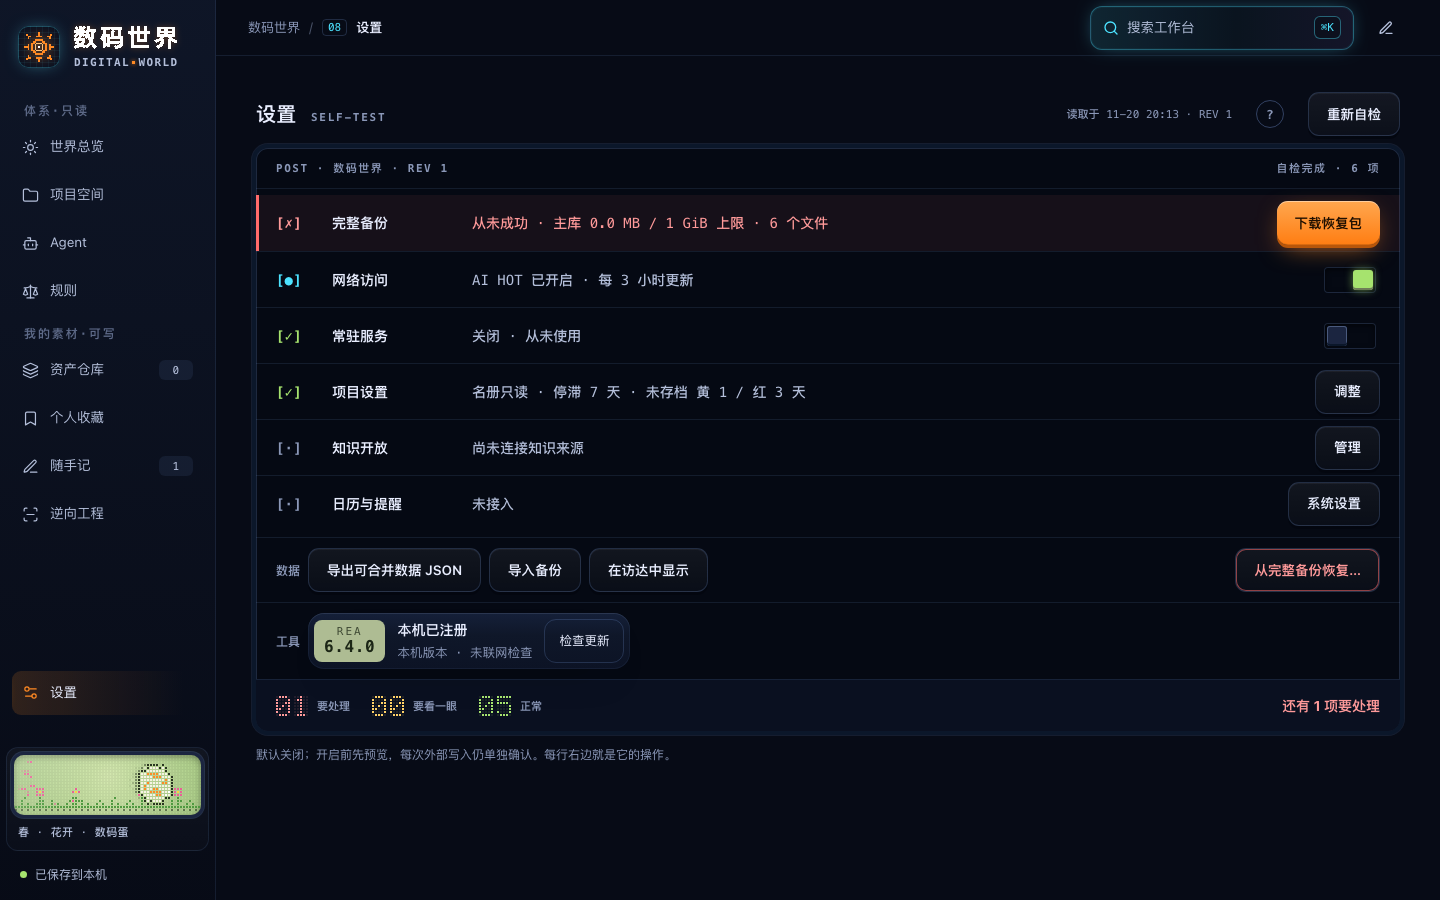 数码世界
DIGITAL•WORLD
体系·只读
世界总览
项目空间
Agent
规则
我的素材·可写
资产仓库 0
个人收藏
随手记 1
逆向工程
设置
春 · 花开 · 数码蛋
已保存到本机
数码世界 / 08 设置
搜索工作台 ⌘K
设置 SELF-TEST
读取于 11-20 20:13 · REV 1 ? 重新自检
POST · 数码世界 · REV 1 自检完成 · 6 项
[✗] 完整备份 从未成功 · 主库 0.0 MB / 1 GiB 上限 · 6 个文件 下载恢复包
[●] 网络访问 AI HOT 已开启 · 每 3 小时更新
[✓] 常驻服务 关闭 · 从未使用
[✓] 项目设置 名册只读 · 停滞 7 天 · 未存档 黄 1 / 红 3 天 调整
[·] 知识开放 尚未连接知识来源 管理
[·] 日历与提醒 未接入 系统设置
数据 导出可合并数据 JSON 导入备份 在访达中显示 从完整备份恢复...
工具 REA 6.4.0 本机已注册 本机版本 · 未联网检查 检查更新
01 要处理 00 要看一眼 05 正常 还有 1 项要处理
默认关闭；开启前先预览，每次外部写入仍单独确认。每行右边就是它的操作。